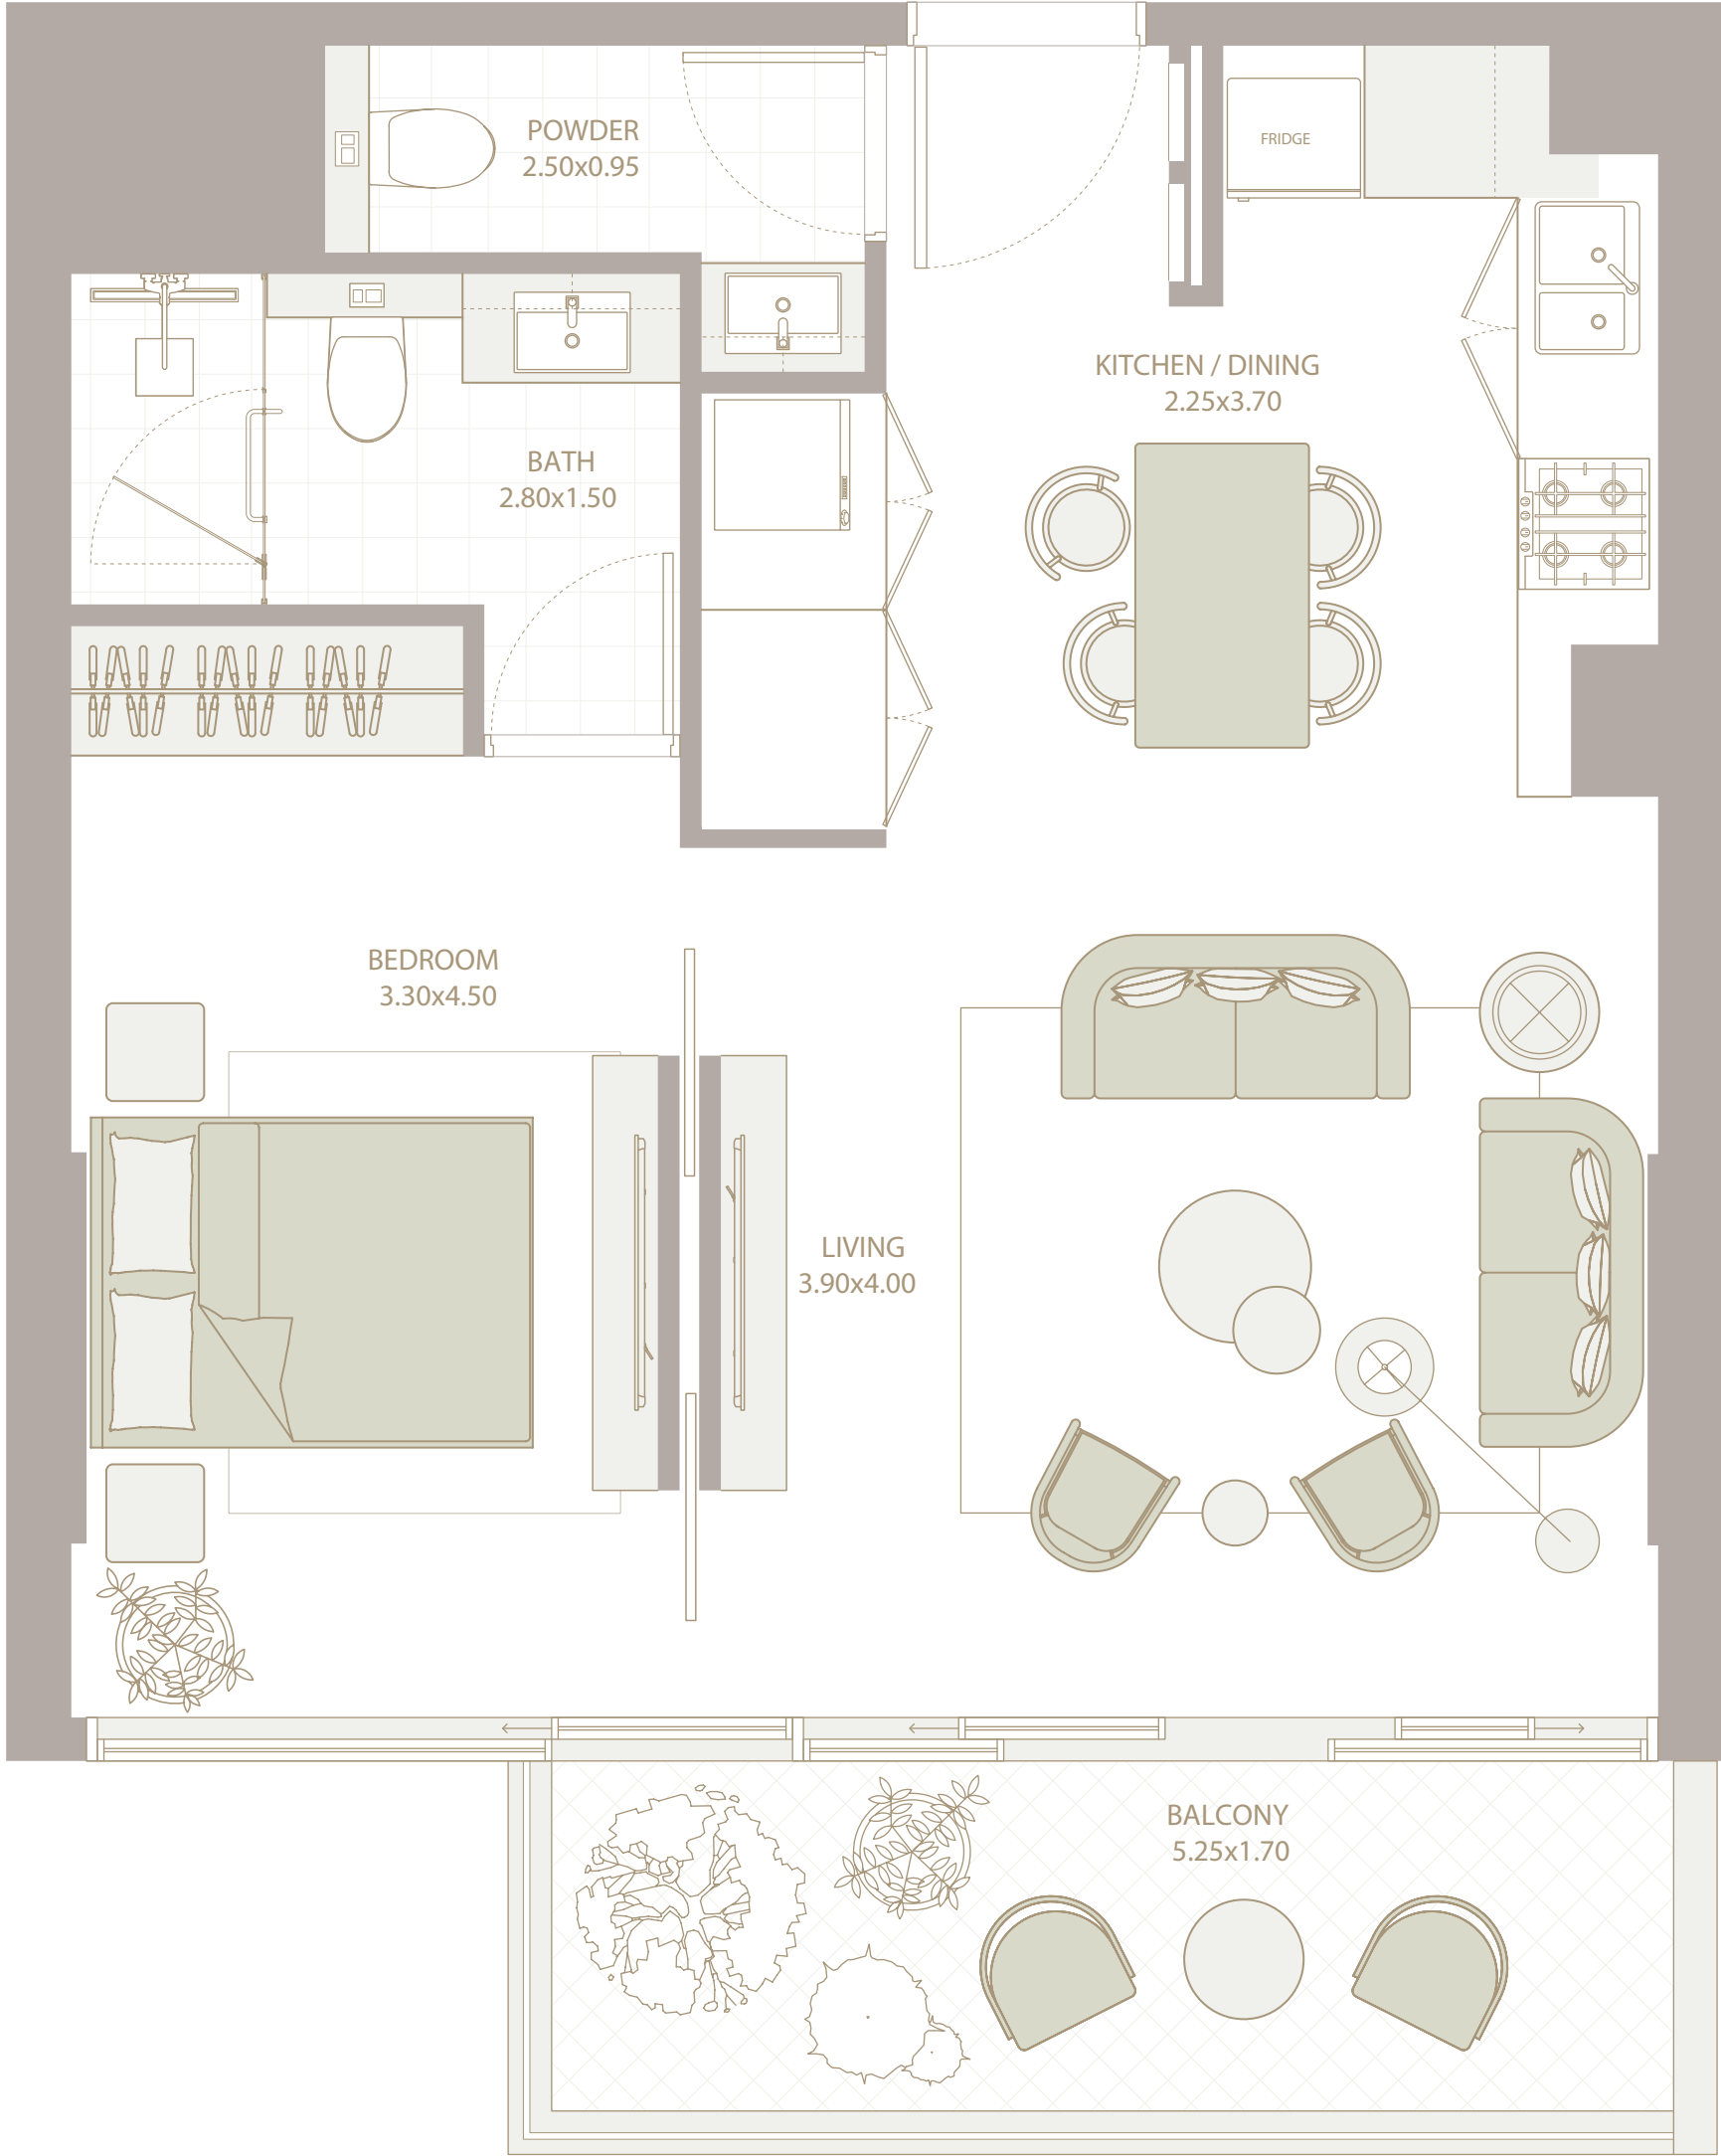 POWDER
2.50x0.95
FRIDGE
KITCHEN / DINING
2.25x3.70
BATH
2.80x1.50
BEDROOM
3.30x4.50
LIVING
3.90x4.00
BALCONY
5.25x1.70